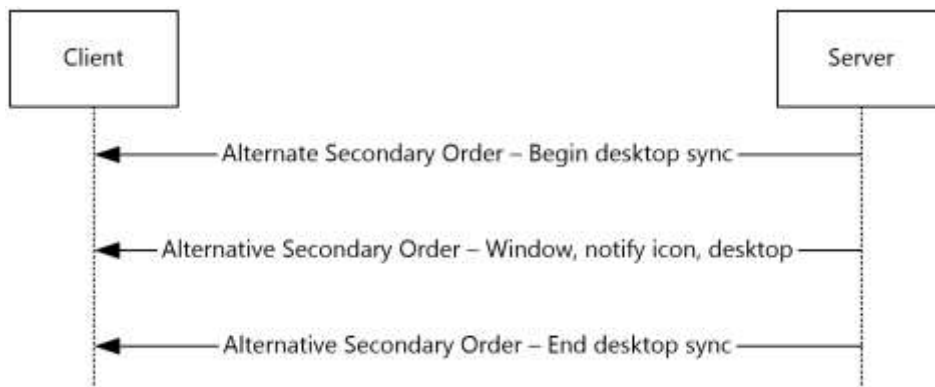 Client
Server
Alternate Secondary Order – Begin desktop sync
Alternative Secondary Order – Window, notify icon, desktop
Alternative Secondary Order – End desktop sync